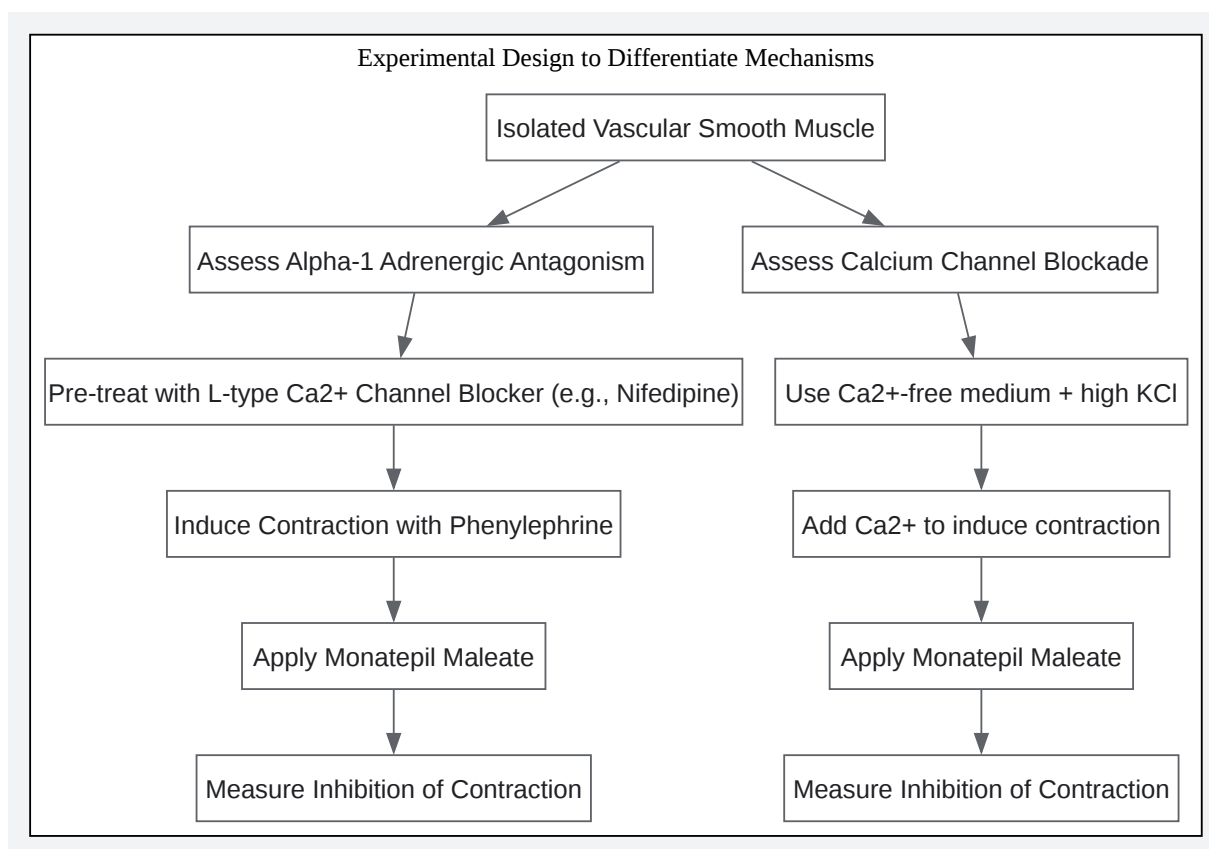 Experimental Design to Differentiate Mechanisms
Isolated Vascular Smooth Muscle
Assess Alpha-1 Adrenergic Antagonism
Assess Calcium Channel Blockade
Pre-treat with L-type Ca2+ Channel Blocker (e.g., Nifedipine)
Use Ca2+-free medium + high KCl
Induce Contraction with Phenylephrine
Add Ca2+ to induce contraction
Apply Monatepil Maleate
Apply Monatepil Maleate
Measure Inhibition of Contraction
Measure Inhibition of Contraction